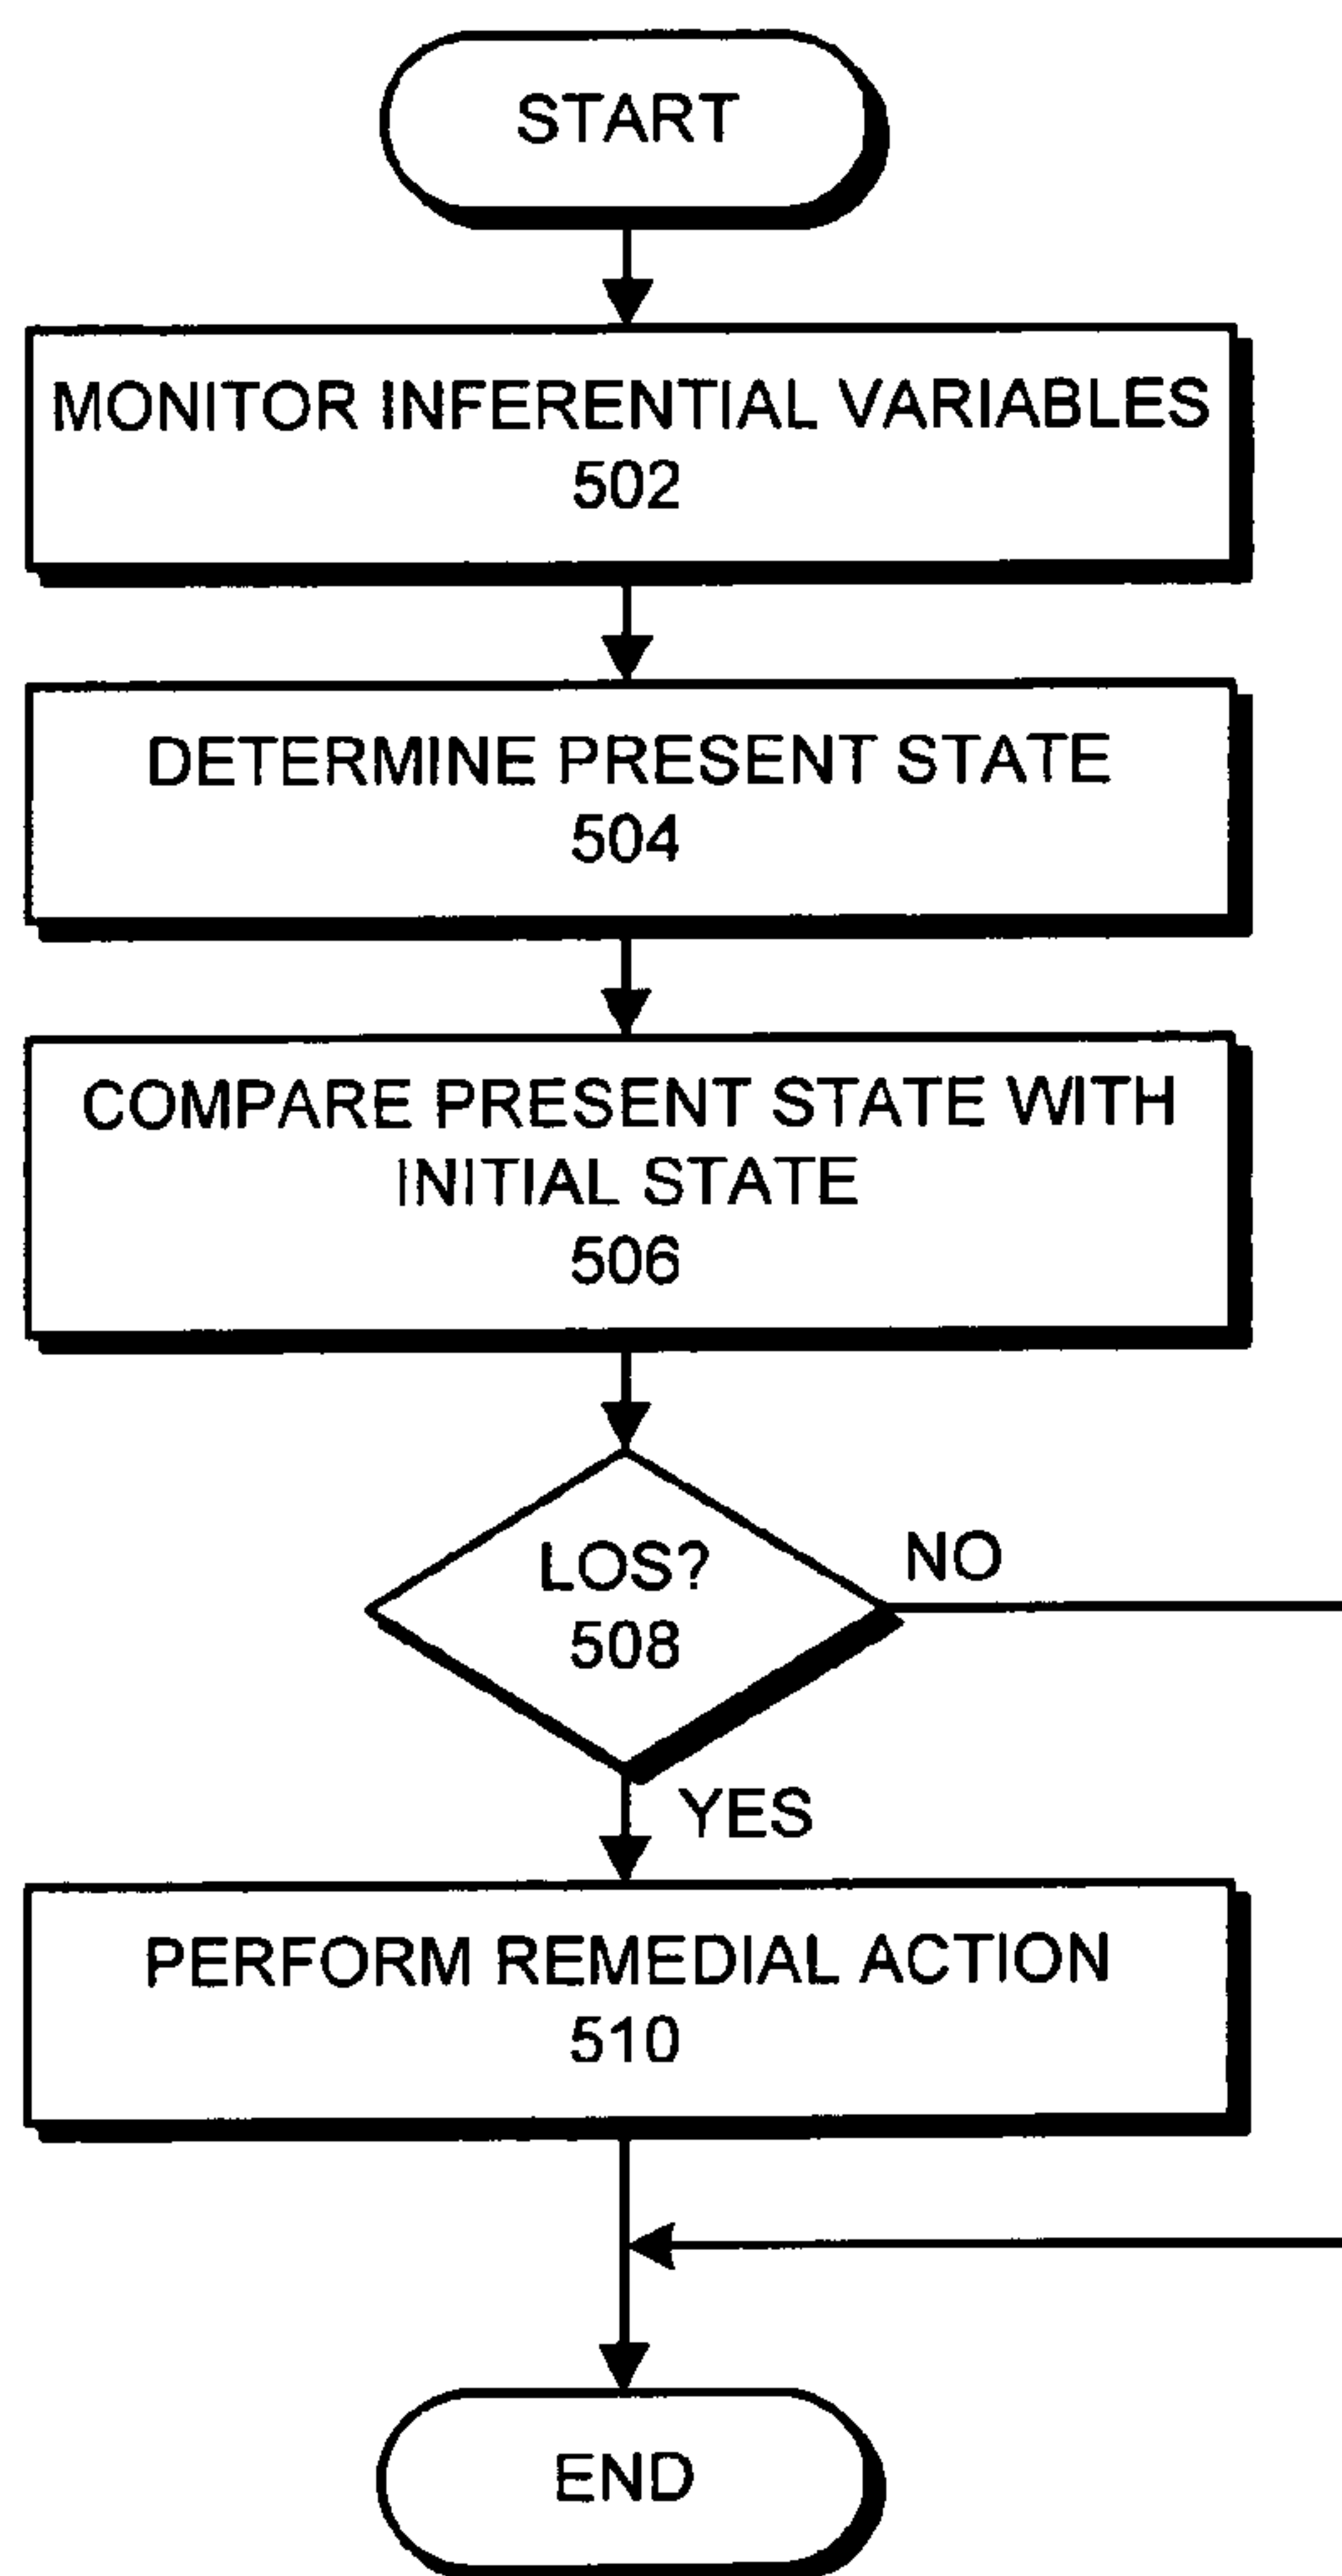 START
MONITOR INFERENTIAL VARIABLES
502
DETERMINE PRESENT STATE
504
COMPARE PRESENT STATE WITH
INITIAL STATE
506
LOS?
508
NO
YES
PERFORM REMEDIAL ACTION
510
END